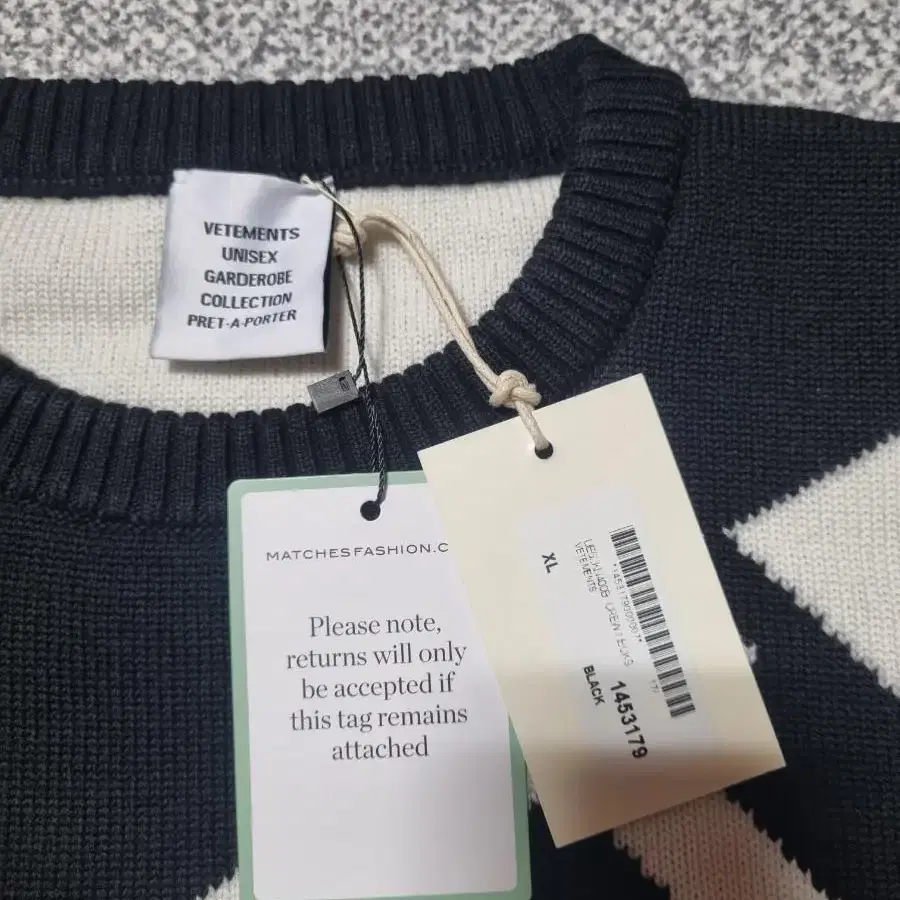 VETEMENTS
UNISEX
GARDEROBE
COLLECTION
PRET-A-PORTER
MATCHESFASHION.C
Please note,
returns will only
be accepted if
this tag remains
attached
XL
VETEMENTS
BLACK
1453179